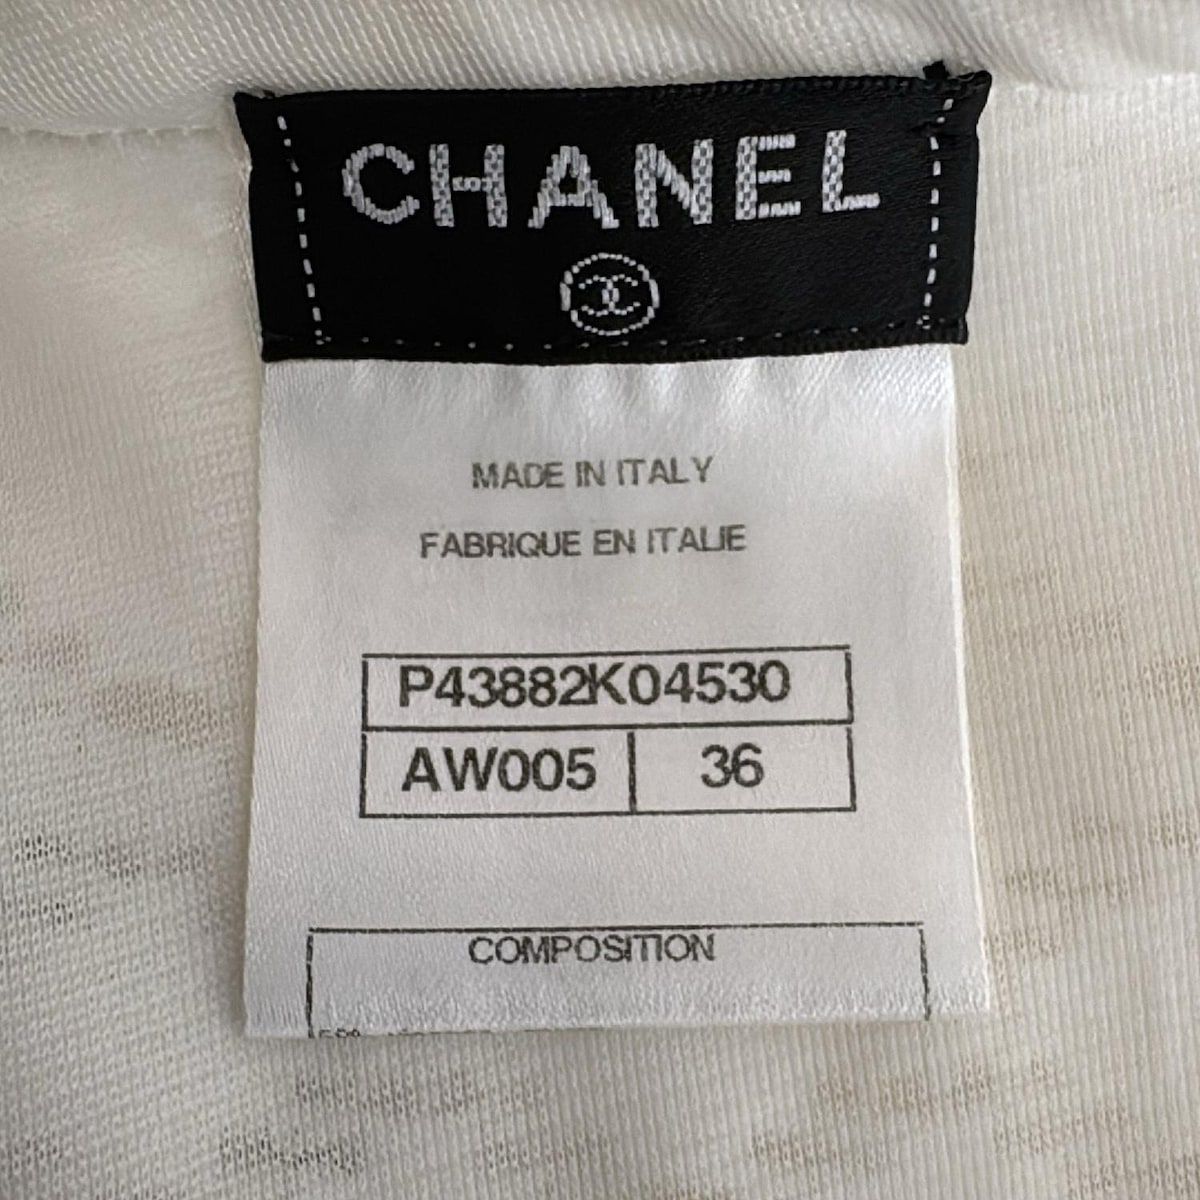 CHANEL
MADE IN ITALY
FABRIQUE EN ITALIE
P43882K04530
AW005 36
COMPOSITION